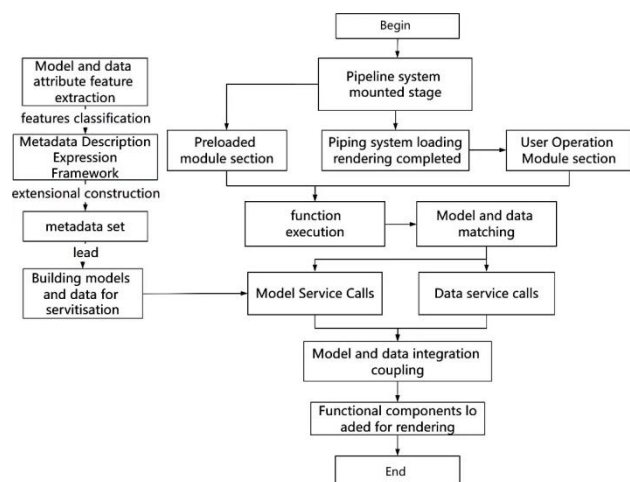 Begin
Model and data
attribute feature
extraction
Pipeline system
mounted stage
features classification
Metadata Description
Expression
Framework
Preloaded
module section
Piping system loading
rendering completed
User Operation
Module section
extensional construction
metadata set
function
execution
Model and data
matching
lead
Building models
and data for
servitisation
Model Service Calls
Data service calls
Model and data integration
coupling
Functional components lo
aded for rendering
End